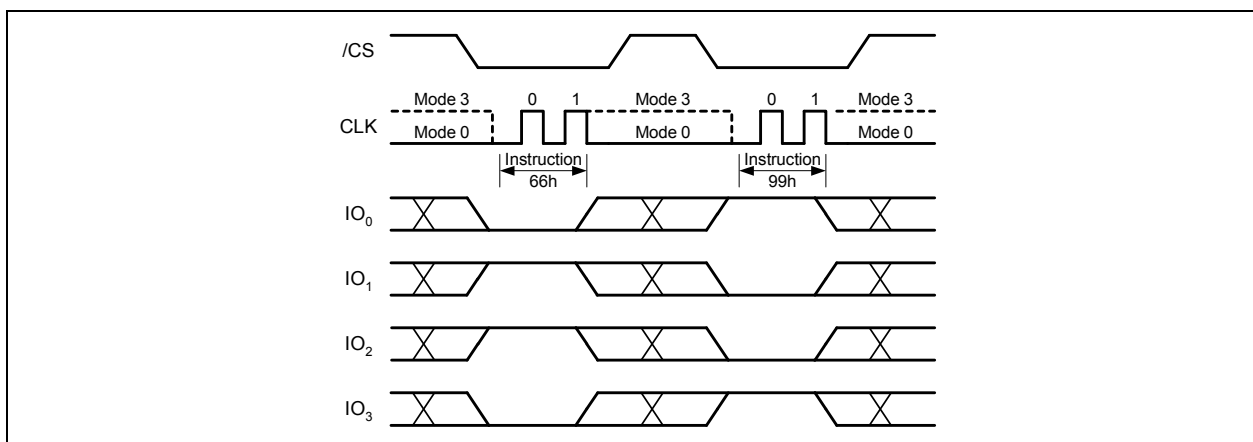 /CS
Mode 3 0 1 Mode 3 0 1 Mode 3
CLK Mode 0 Mode 0 Mode 0
Instruction Instruction
66h 99h
IO0
IO1
IO2
IO3